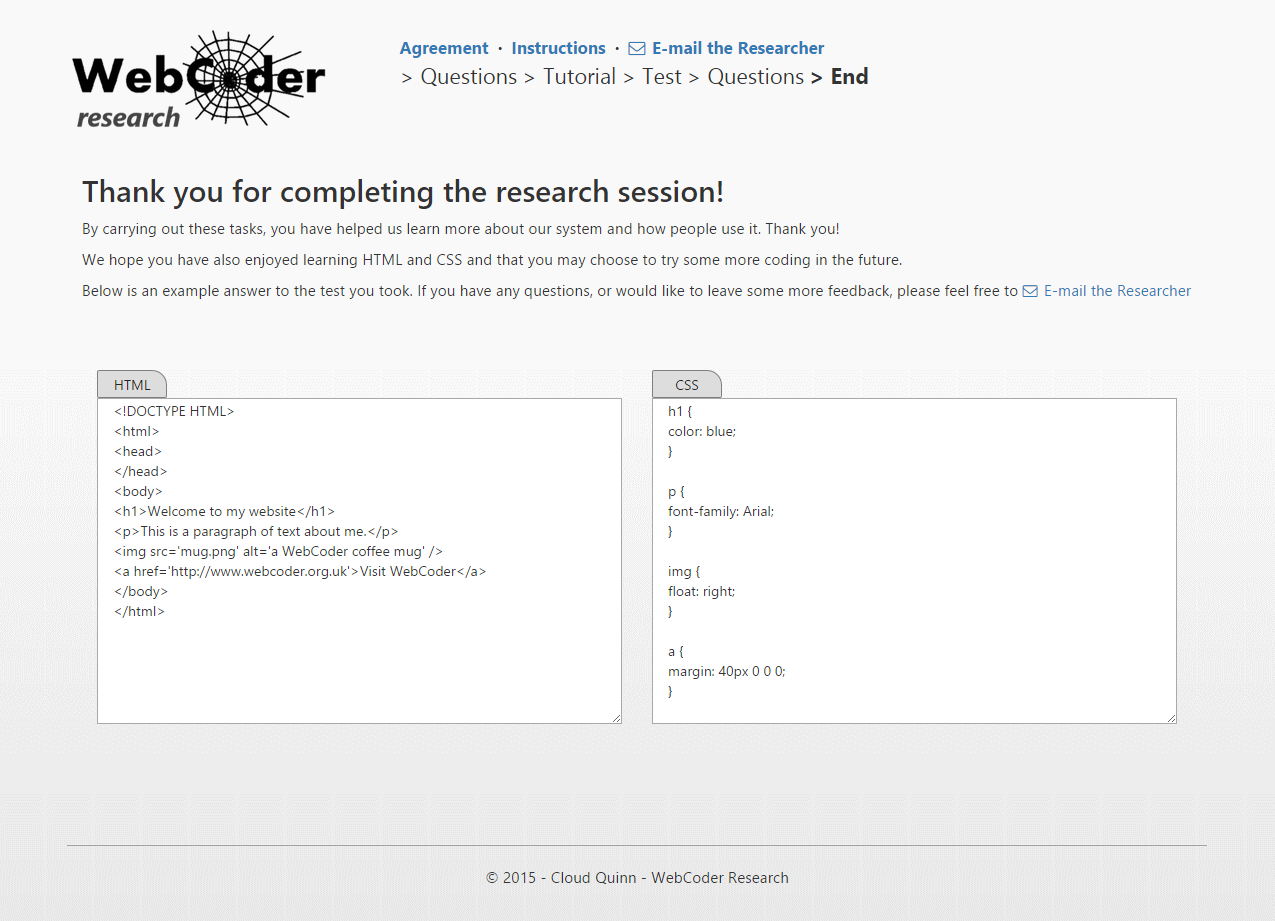 WebCoder
research
Agreement · Instructions · E-mail the Researcher
> Questions > Tutorial > Test > Questions > End
Thank you for completing the research session!
By carrying out these tasks, you have helped us learn more about our system and how people use it. Thank you!
We hope you have also enjoyed learning HTML and CSS and that you may choose to try some more coding in the future.
Below is an example answer to the test you took. If you have any questions, or would like to leave some more feedback, please feel free to E-mail the Researcher
HTML
<!DOCTYPE HTML>
<html>
<head>
</head>
<body>
<h1>Welcome to my website</h1>
<p>This is a paragraph of text about me.</p>
<img src='mug.png' alt='a WebCoder coffee mug' />
<a href='http://www.webcoder.org.uk'>Visit WebCoder</a>
</body>
</html>
CSS
h1 {
color: blue;
}
p {
font-family: Arial;
}
img {
float: right;
}
a {
margin: 40px 0 0 0;
}
© 2015 - Cloud Quinn - WebCoder Research